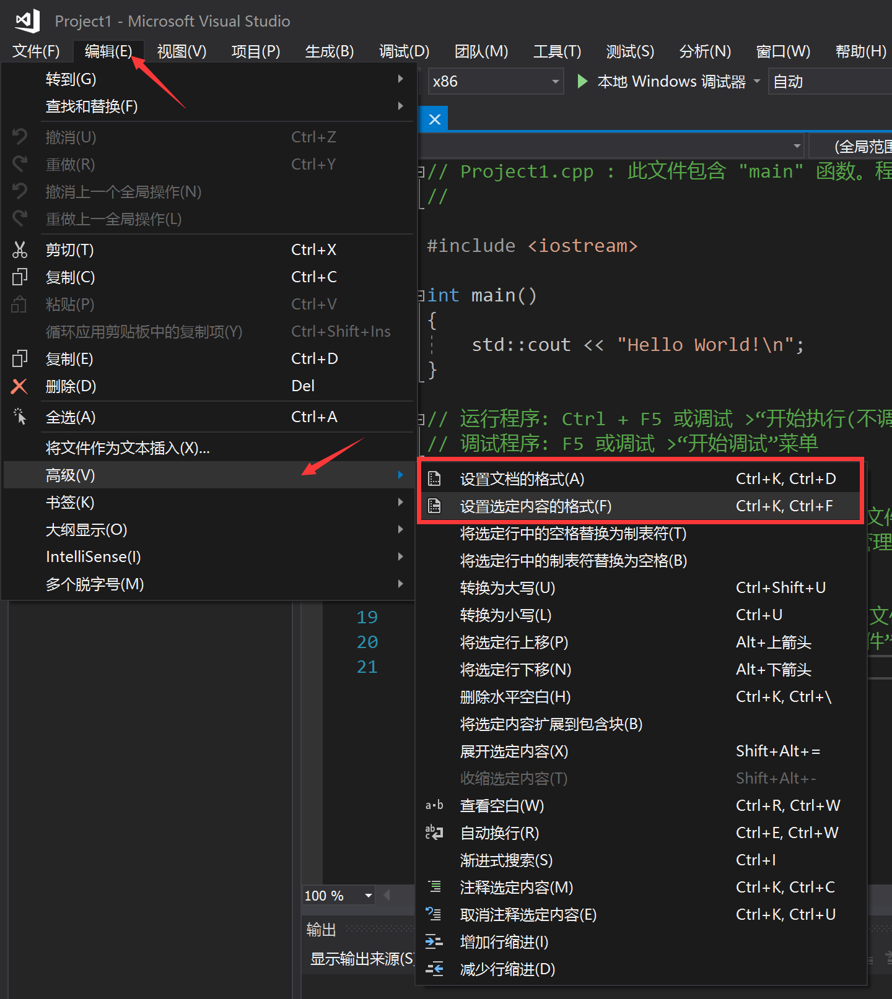 Project1 - Microsoft Visual Studio
文件(F) 编辑(E) 视图(V) 项目(P) 生成(B) 调试(D) 团队(M) 工具(T) 测试(S) 分析(N) 窗口(W) 帮助(H)
x86 本地 Windows 调试器 自动
转到(G)
查找和替换(F)
撤消(U) Ctrl+Z
重做(R) Ctrl+Y
撤消上一个全局操作(N)
重做上一全局操作(L)
剪切(T) Ctrl+X
复制(C) Ctrl+C
粘贴(P) Ctrl+V
循环应用剪贴板中的复制项(Y) Ctrl+Shift+Ins
复制(E) Ctrl+D
删除(D) Del
全选(A) Ctrl+A
将文件作为文本插入(X)...
高级(V)
书签(K)
大纲显示(O)
IntelliSense(I)
多个脱字号(M)
(全局范围
// Project1.cpp : 此文件包含 "main" 函数。程
//
#include <iostream>
int main()
{
std::cout << "Hello World!\n";
}
// 运行程序: Ctrl + F5 或调试 >“开始执行(不调
// 调试程序: F5 或调试 >“开始调试”菜单
设置文档的格式(A) Ctrl+K, Ctrl+D
设置选定内容的格式(F) Ctrl+K, Ctrl+F
将选定行中的空格替换为制表符(T)
将选定行中的制表符替换为空格(B)
转换为大写(U) Ctrl+Shift+U
转换为小写(L) Ctrl+U
将选定行上移(P) Alt+上箭头
将选定行下移(N) Alt+下箭头
删除水平空白(H) Ctrl+K, Ctrl+\
将选定内容扩展到包含块(B)
展开选定内容(X) Shift+Alt+=
收缩选定内容(T) Shift+Alt+-
a·b 查看空白(W) Ctrl+R, Ctrl+W
abc 自动换行(R) Ctrl+E, Ctrl+W
渐进式搜索(S) Ctrl+I
注释选定内容(M) Ctrl+K, Ctrl+C
取消注释选定内容(E) Ctrl+K, Ctrl+U
增加行缩进(I)
减少行缩进(D)
文件
管理
文件
件”
19
20
21
100 %
输出
显示输出来源(S)